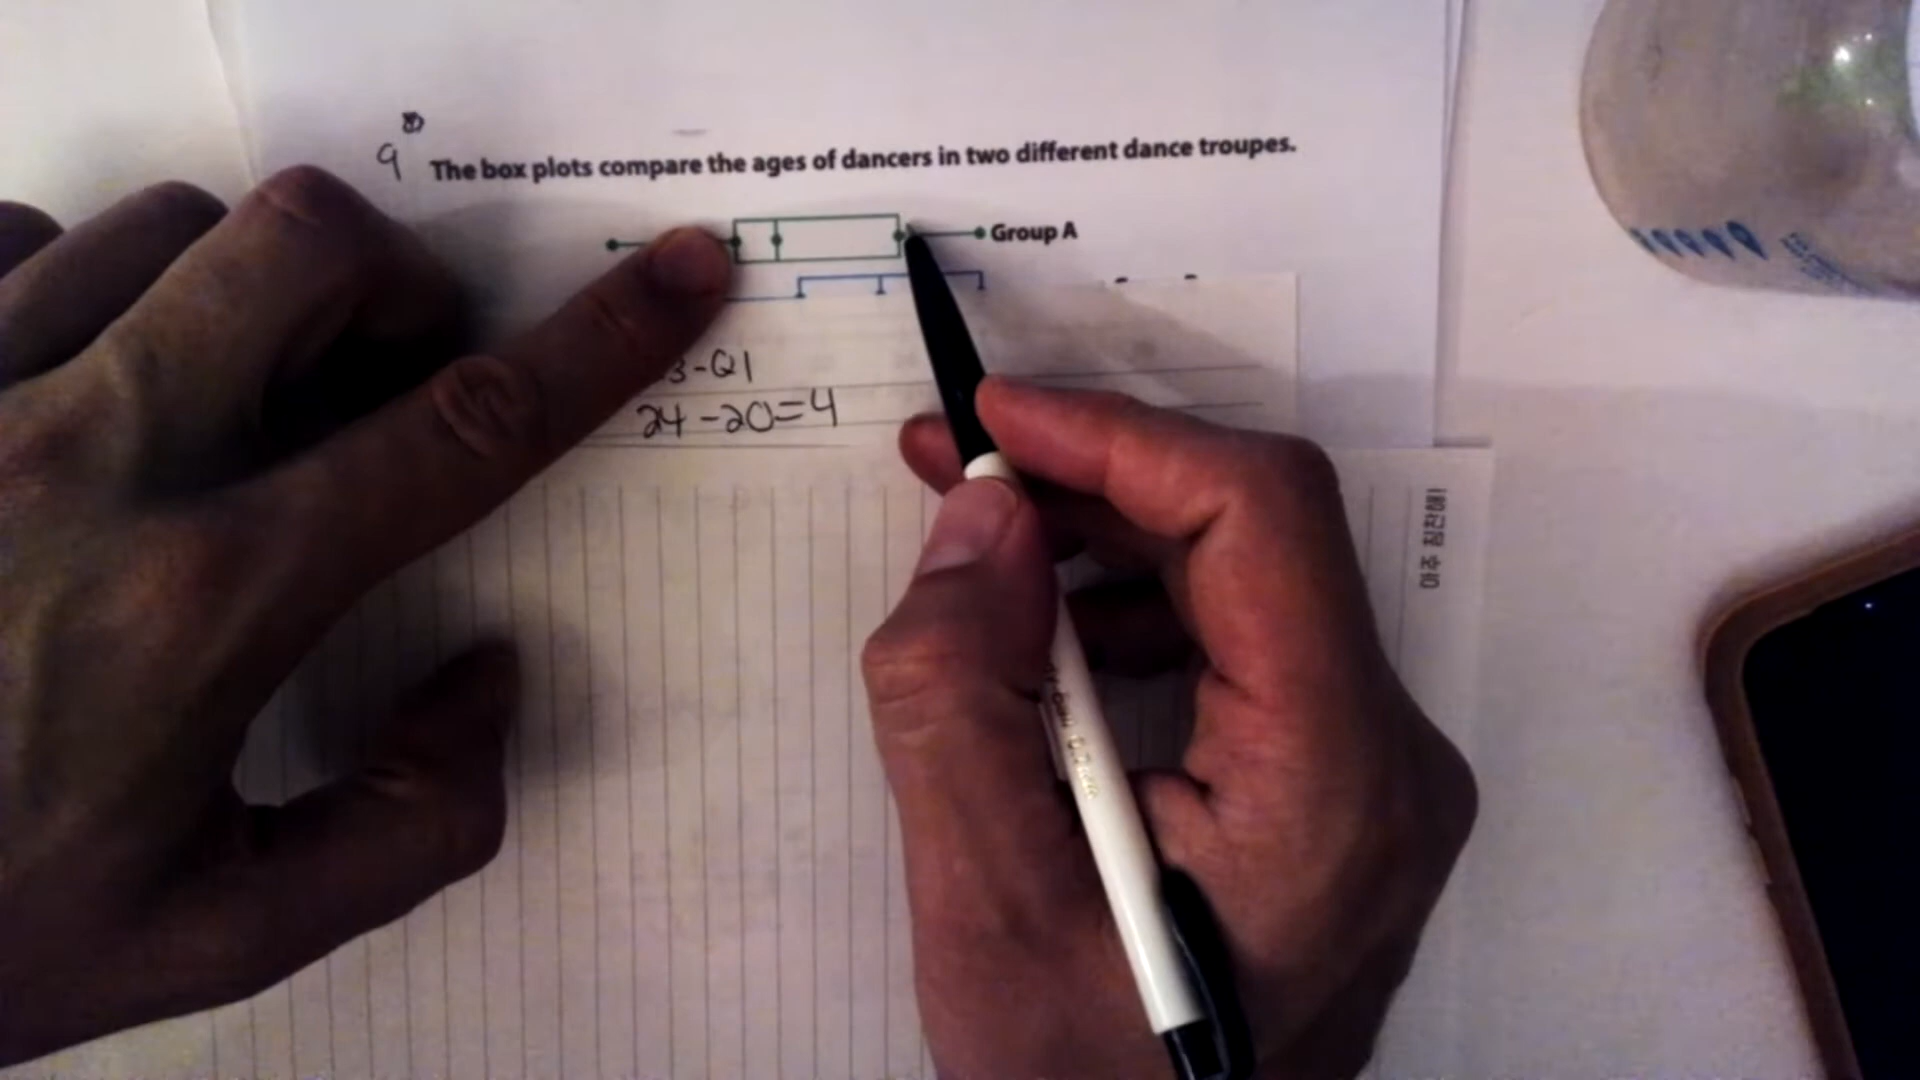 9
The box plots compare the ages of dancers in two different dance troupes.
Group A
3-Q1
24-20=4